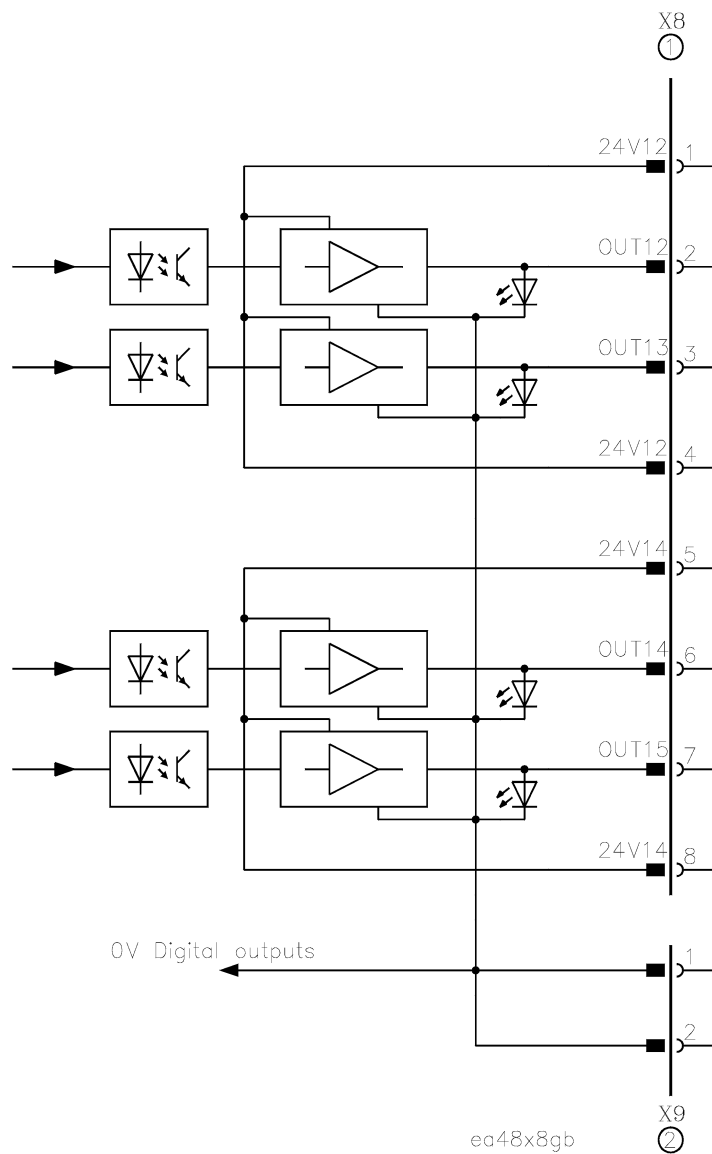 X8
1
24V12 1
OUT12 2
OUT13 3
24V12 4
24V14 5
OUT14 6
OUT15 7
24V14 8
0V Digital outputs
1
2
X9
2
ea48x8gb